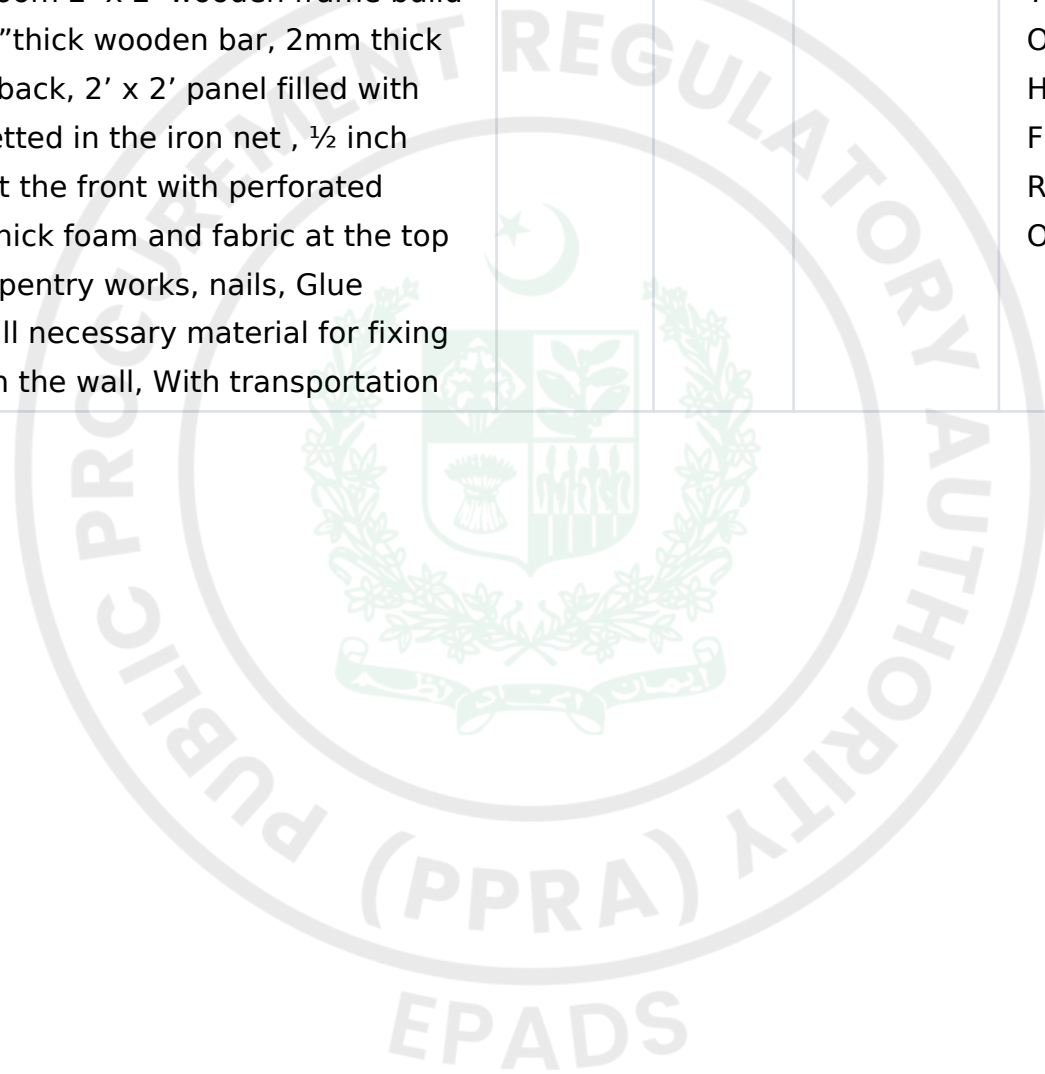 ”thick wooden bar, 2mm thick
back, 2’ x 2’ panel filled with
etted in the iron net , ½ inch
t the front with perforated
hick foam and fabric at the top
pentry works, nails, Glue
ll necessary material for fixing
n the wall, With transportation
O
H
F
R
O
PUBLIC PROCUREMENT REGULATORY AUTHORITY
(PPRA)
EPADS